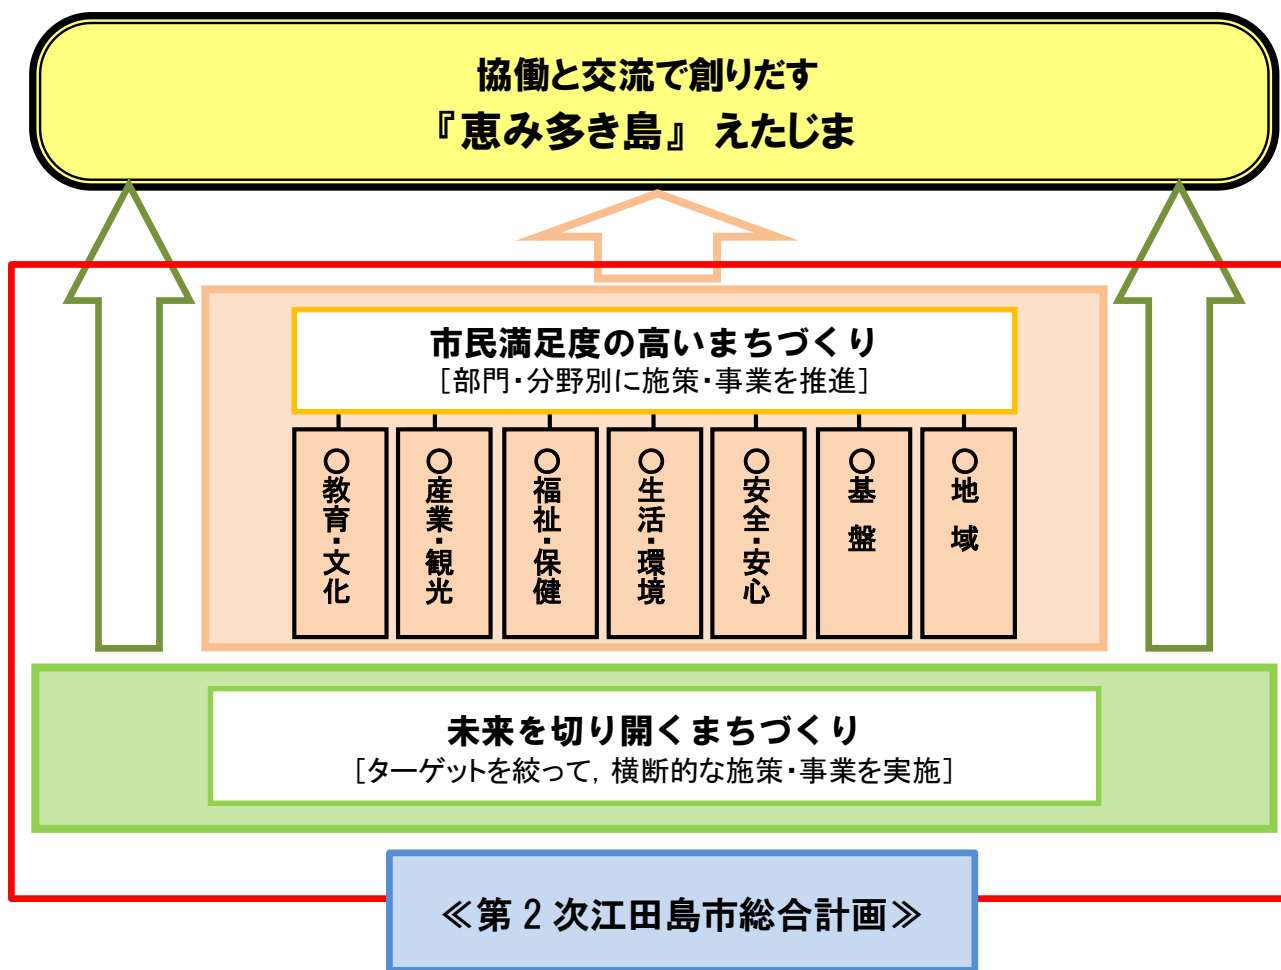 協働と交流で創りだす
『恵み多き島』 えたじま
市民満足度の高いまちづくり
[部門・分野別に施策・事業を推進]
○教育・文化
○産業・観光
○福祉・保健
○生活・環境
○安全・安心
○基盤
○地域
未来を切り開くまちづくり
[ターゲットを絞って，横断的な施策・事業を実施]
≪第2次江田島市総合計画≫